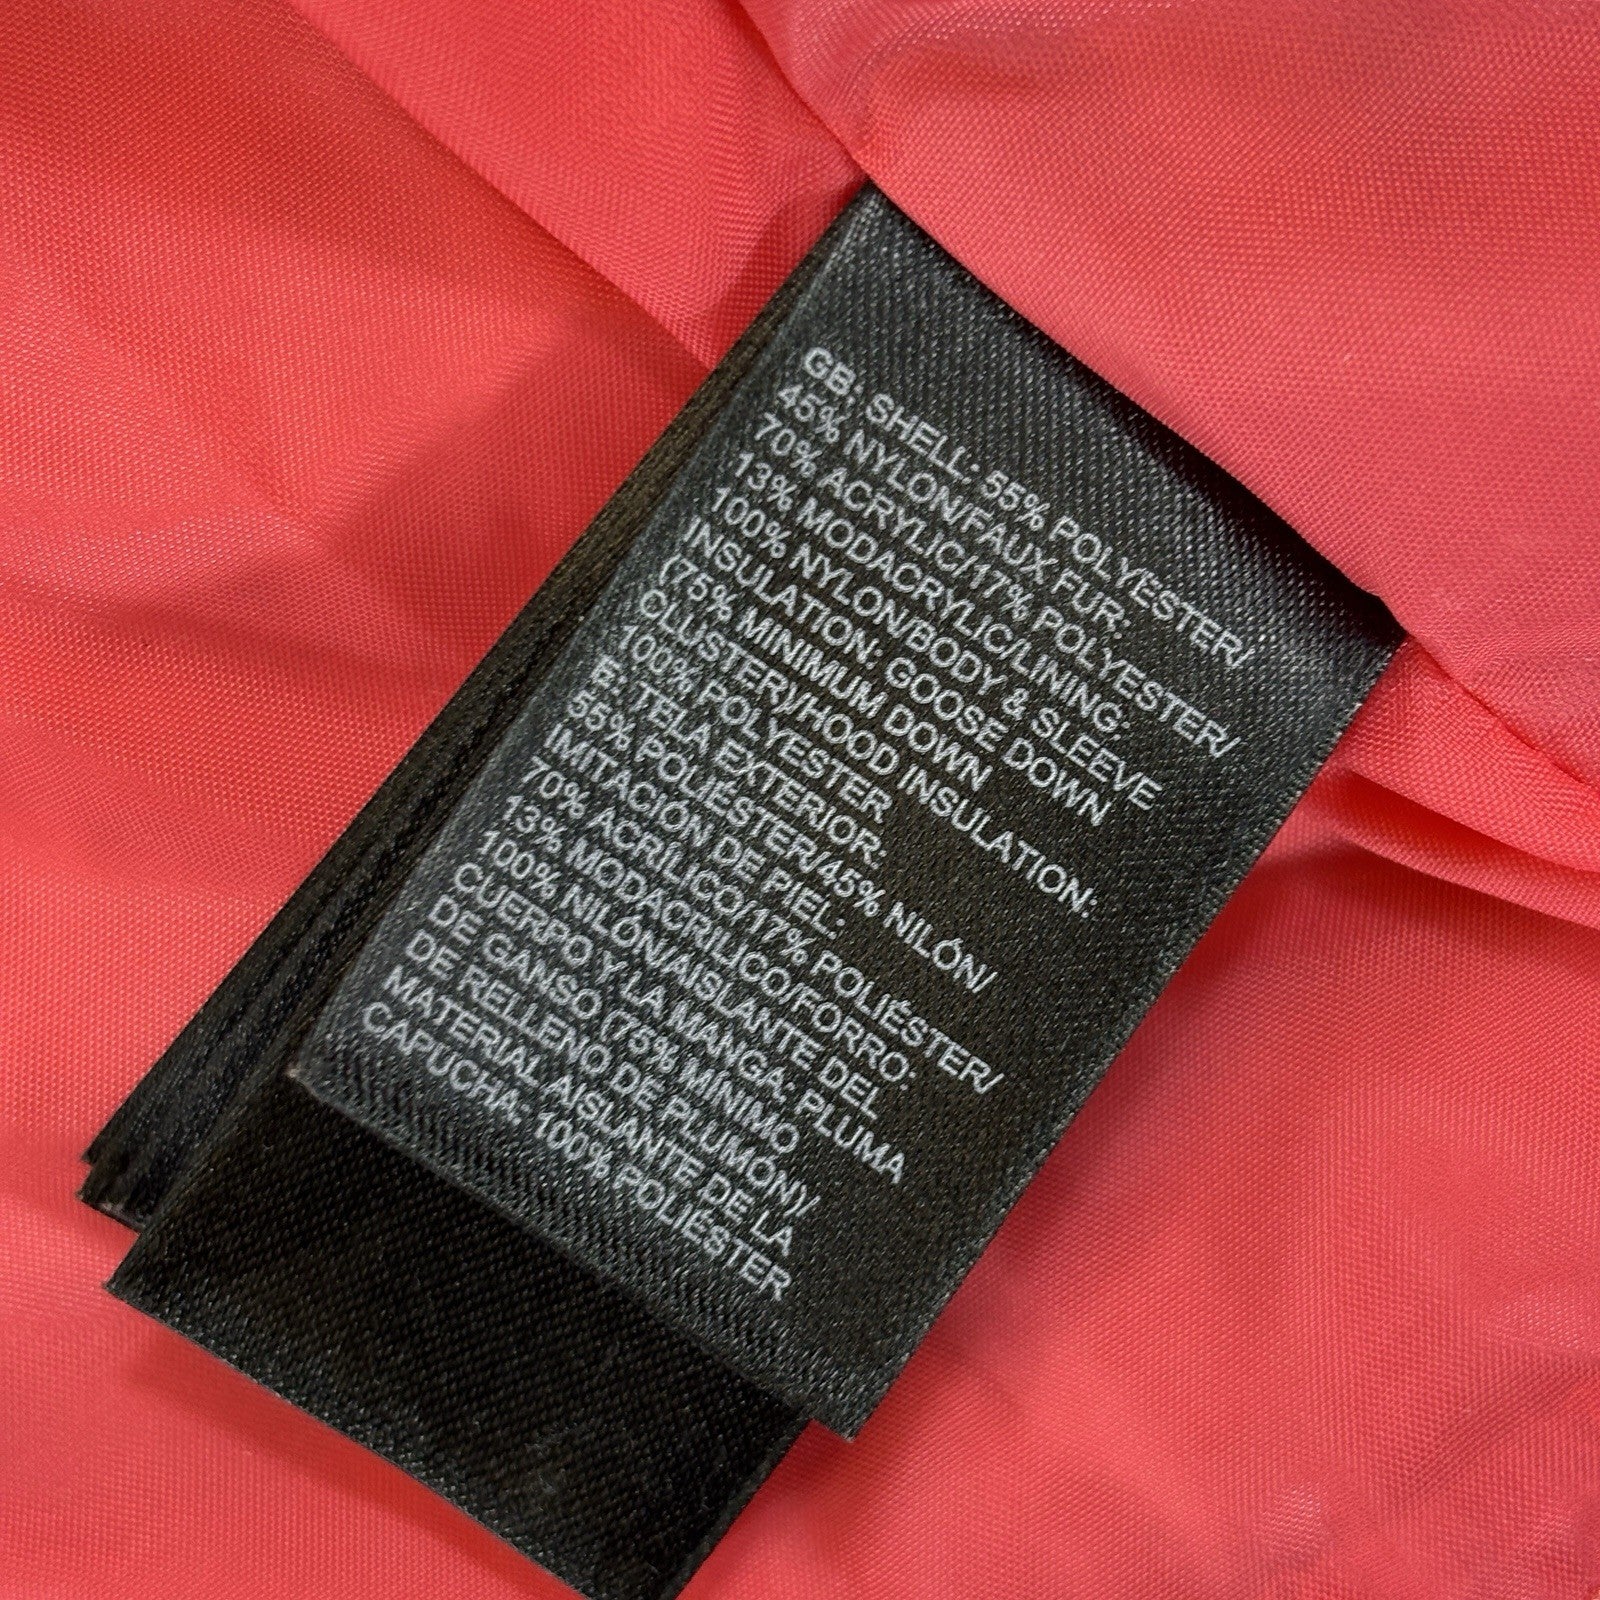 GB: SHELL: 55% POLYESTER/
45% NYLON/FAUX FUR:
70% ACRYLIC/17% POLYESTER/
13% MODACRYLIC/LINING:
100% NYLON/BODY & SLEEVE
INSULATION: GOOSE DOWN
(75% MINIMUM DOWN
CLUSTER)/HOOD INSULATION:
100% POLYESTER
E: TELA EXTERIOR:
55% POLIÉSTER/45% NILÓN/
IMITACIÓN DE PIEL:
70% ACRÍLICO/17% POLIÉSTER/
13% MODACRÍLICO/FORRO:
100% NILÓN/AISLANTE DEL
CUERPO Y LA MANGA: PLUMA
DE GANSO (75% MÍNIMO
DE RELLENO DE PLUMÓN)/
MATERIAL AISLANTE DE LA
CAPUCHA: 100% POLIÉSTER